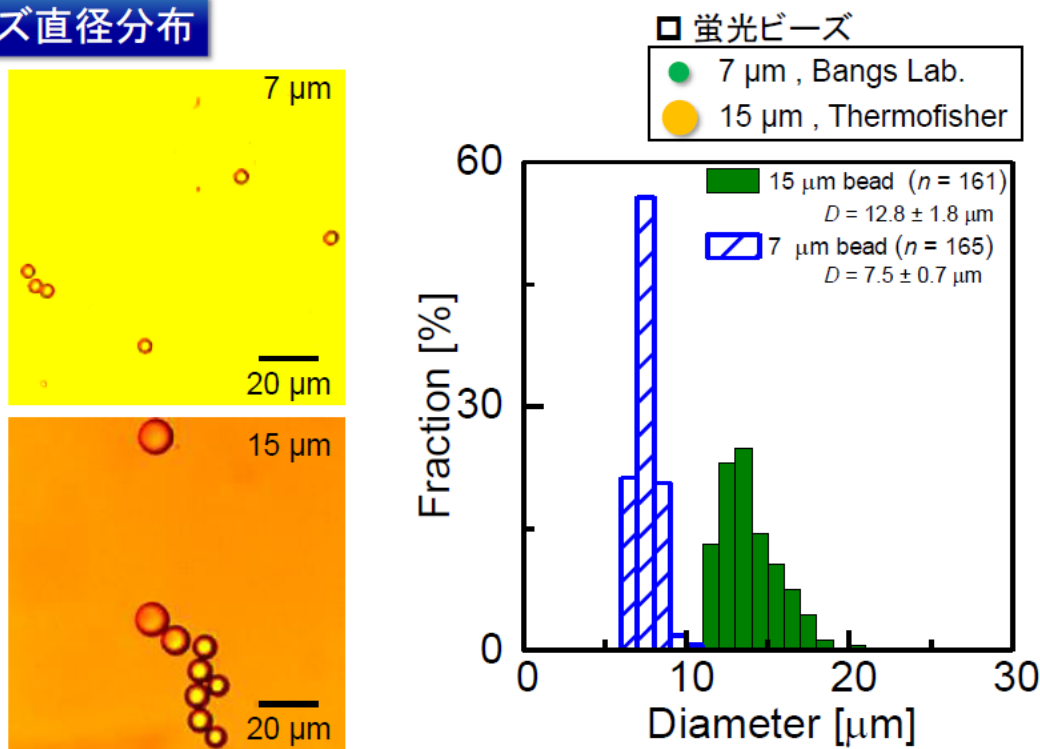 ズ直径分布
7 μm
20 μm
15 μm
20 μm
蛍光ビーズ
7 μm , Bangs Lab.
15 μm , Thermofisher
15 μm bead (n = 161)
D = 12.8 ± 1.8 μm
7 μm bead (n = 165)
D = 7.5 ± 0.7 μm
Fraction [%]
60
30
0
0 10 20 30
Diameter [μm]